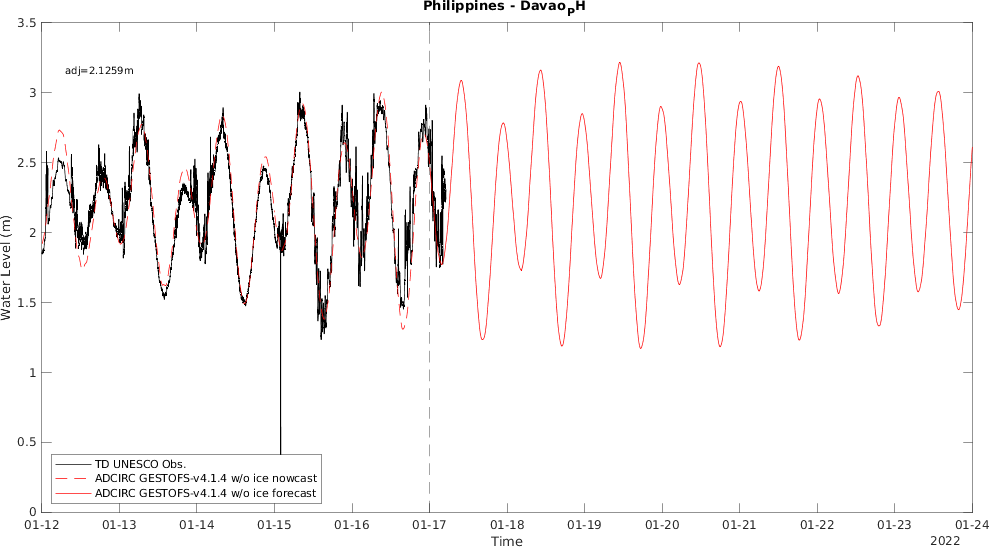 Philippines - DavaopH
adj=2.1259m
Water Level (m)
3.5
3
2.5
2
1.5
1
0.5
0
TD UNESCO Obs.
ADCIRC GESTOFS-v4.1.4 w/o ice nowcast
ADCIRC GESTOFS-v4.1.4 w/o ice forecast
01-12 01-13 01-14 01-15 01-16 01-17 01-18 01-19 01-20 01-21 01-22 01-23 01-24
Time
2022